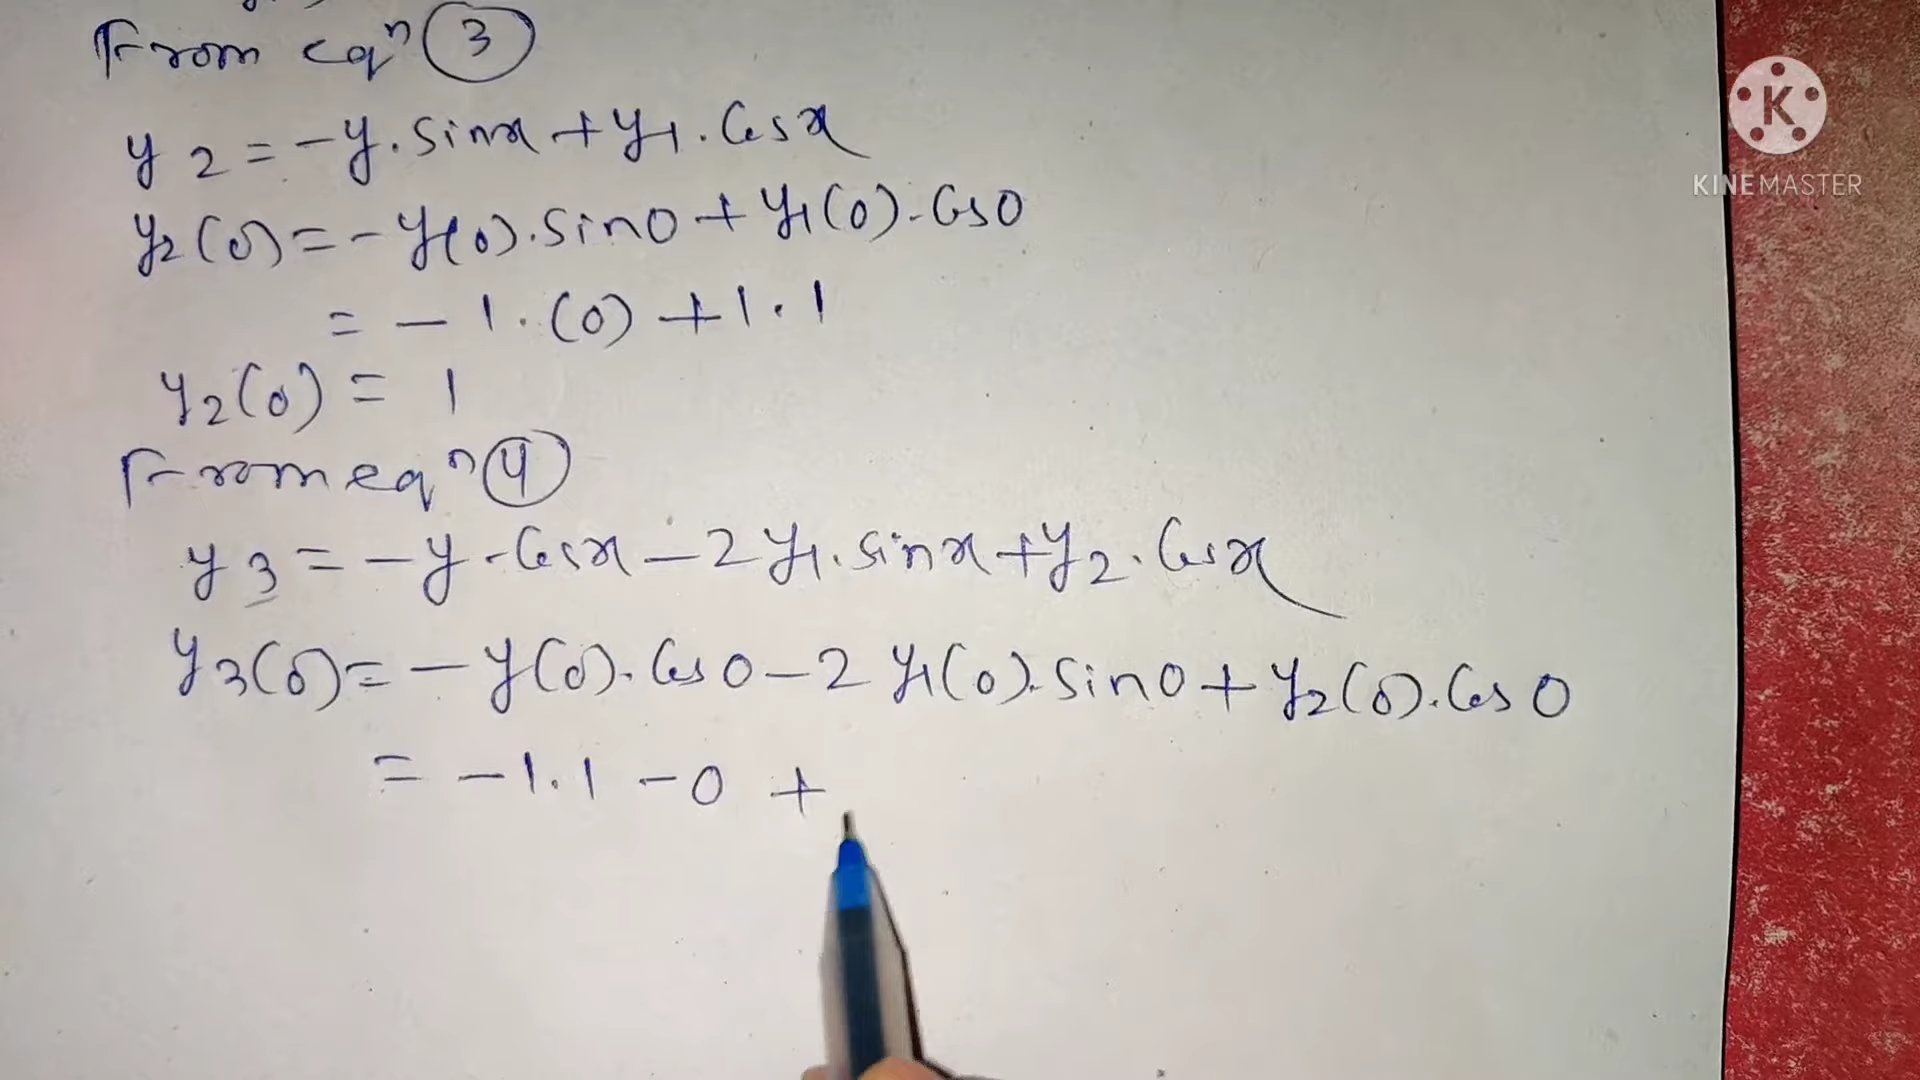 From eqⁿ ③
y2 = -y.sinx + y1.Cosx
y2(0) = -y(0).Sin0 + y1(0).Cos0
= -1.(0) + 1.1
y2(0) = 1
From eqⁿ ④
y3 = -y.Cosx - 2y1.sinx + y2.Cosx
y3(0) = -y(0).Cos0 - 2y1(0).Sin0 + y2(0).Cos0
= -1.1 - 0 +
K
KINEMASTER